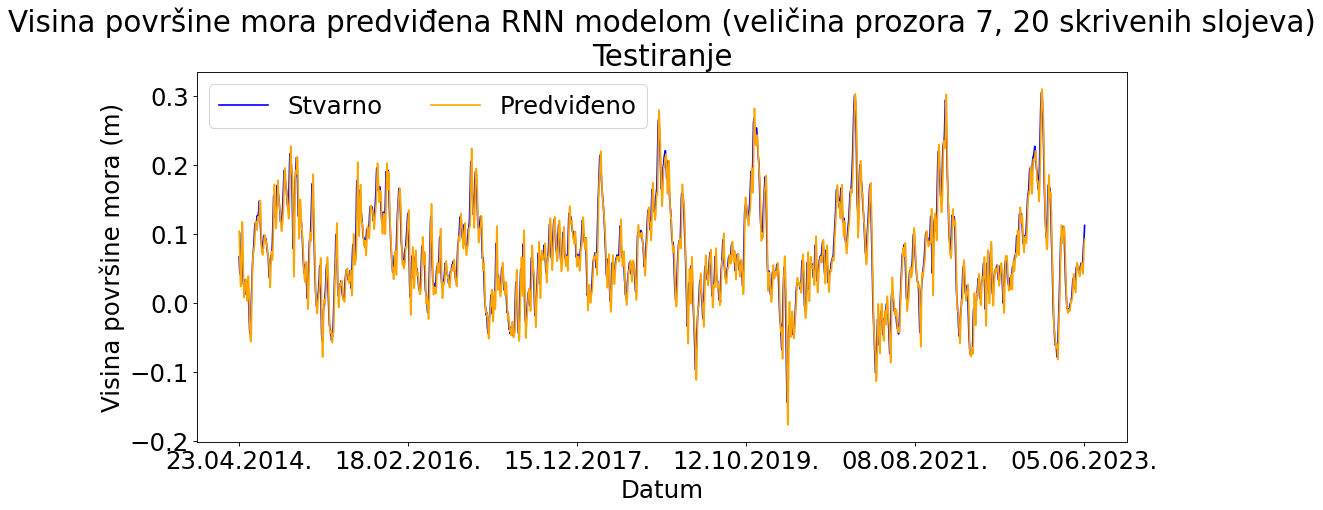 Visina površine mora predviđena RNN modelom (veličina prozora 7, 20 skrivenih slojeva)
Testiranje
Stvarno
Predviđeno
Visina površine mora (m)
0.3
0.2
0.1
0.0
−0.1
−0.2
23.04.2014.
18.02.2016.
15.12.2017.
12.10.2019.
08.08.2021.
05.06.2023.
Datum